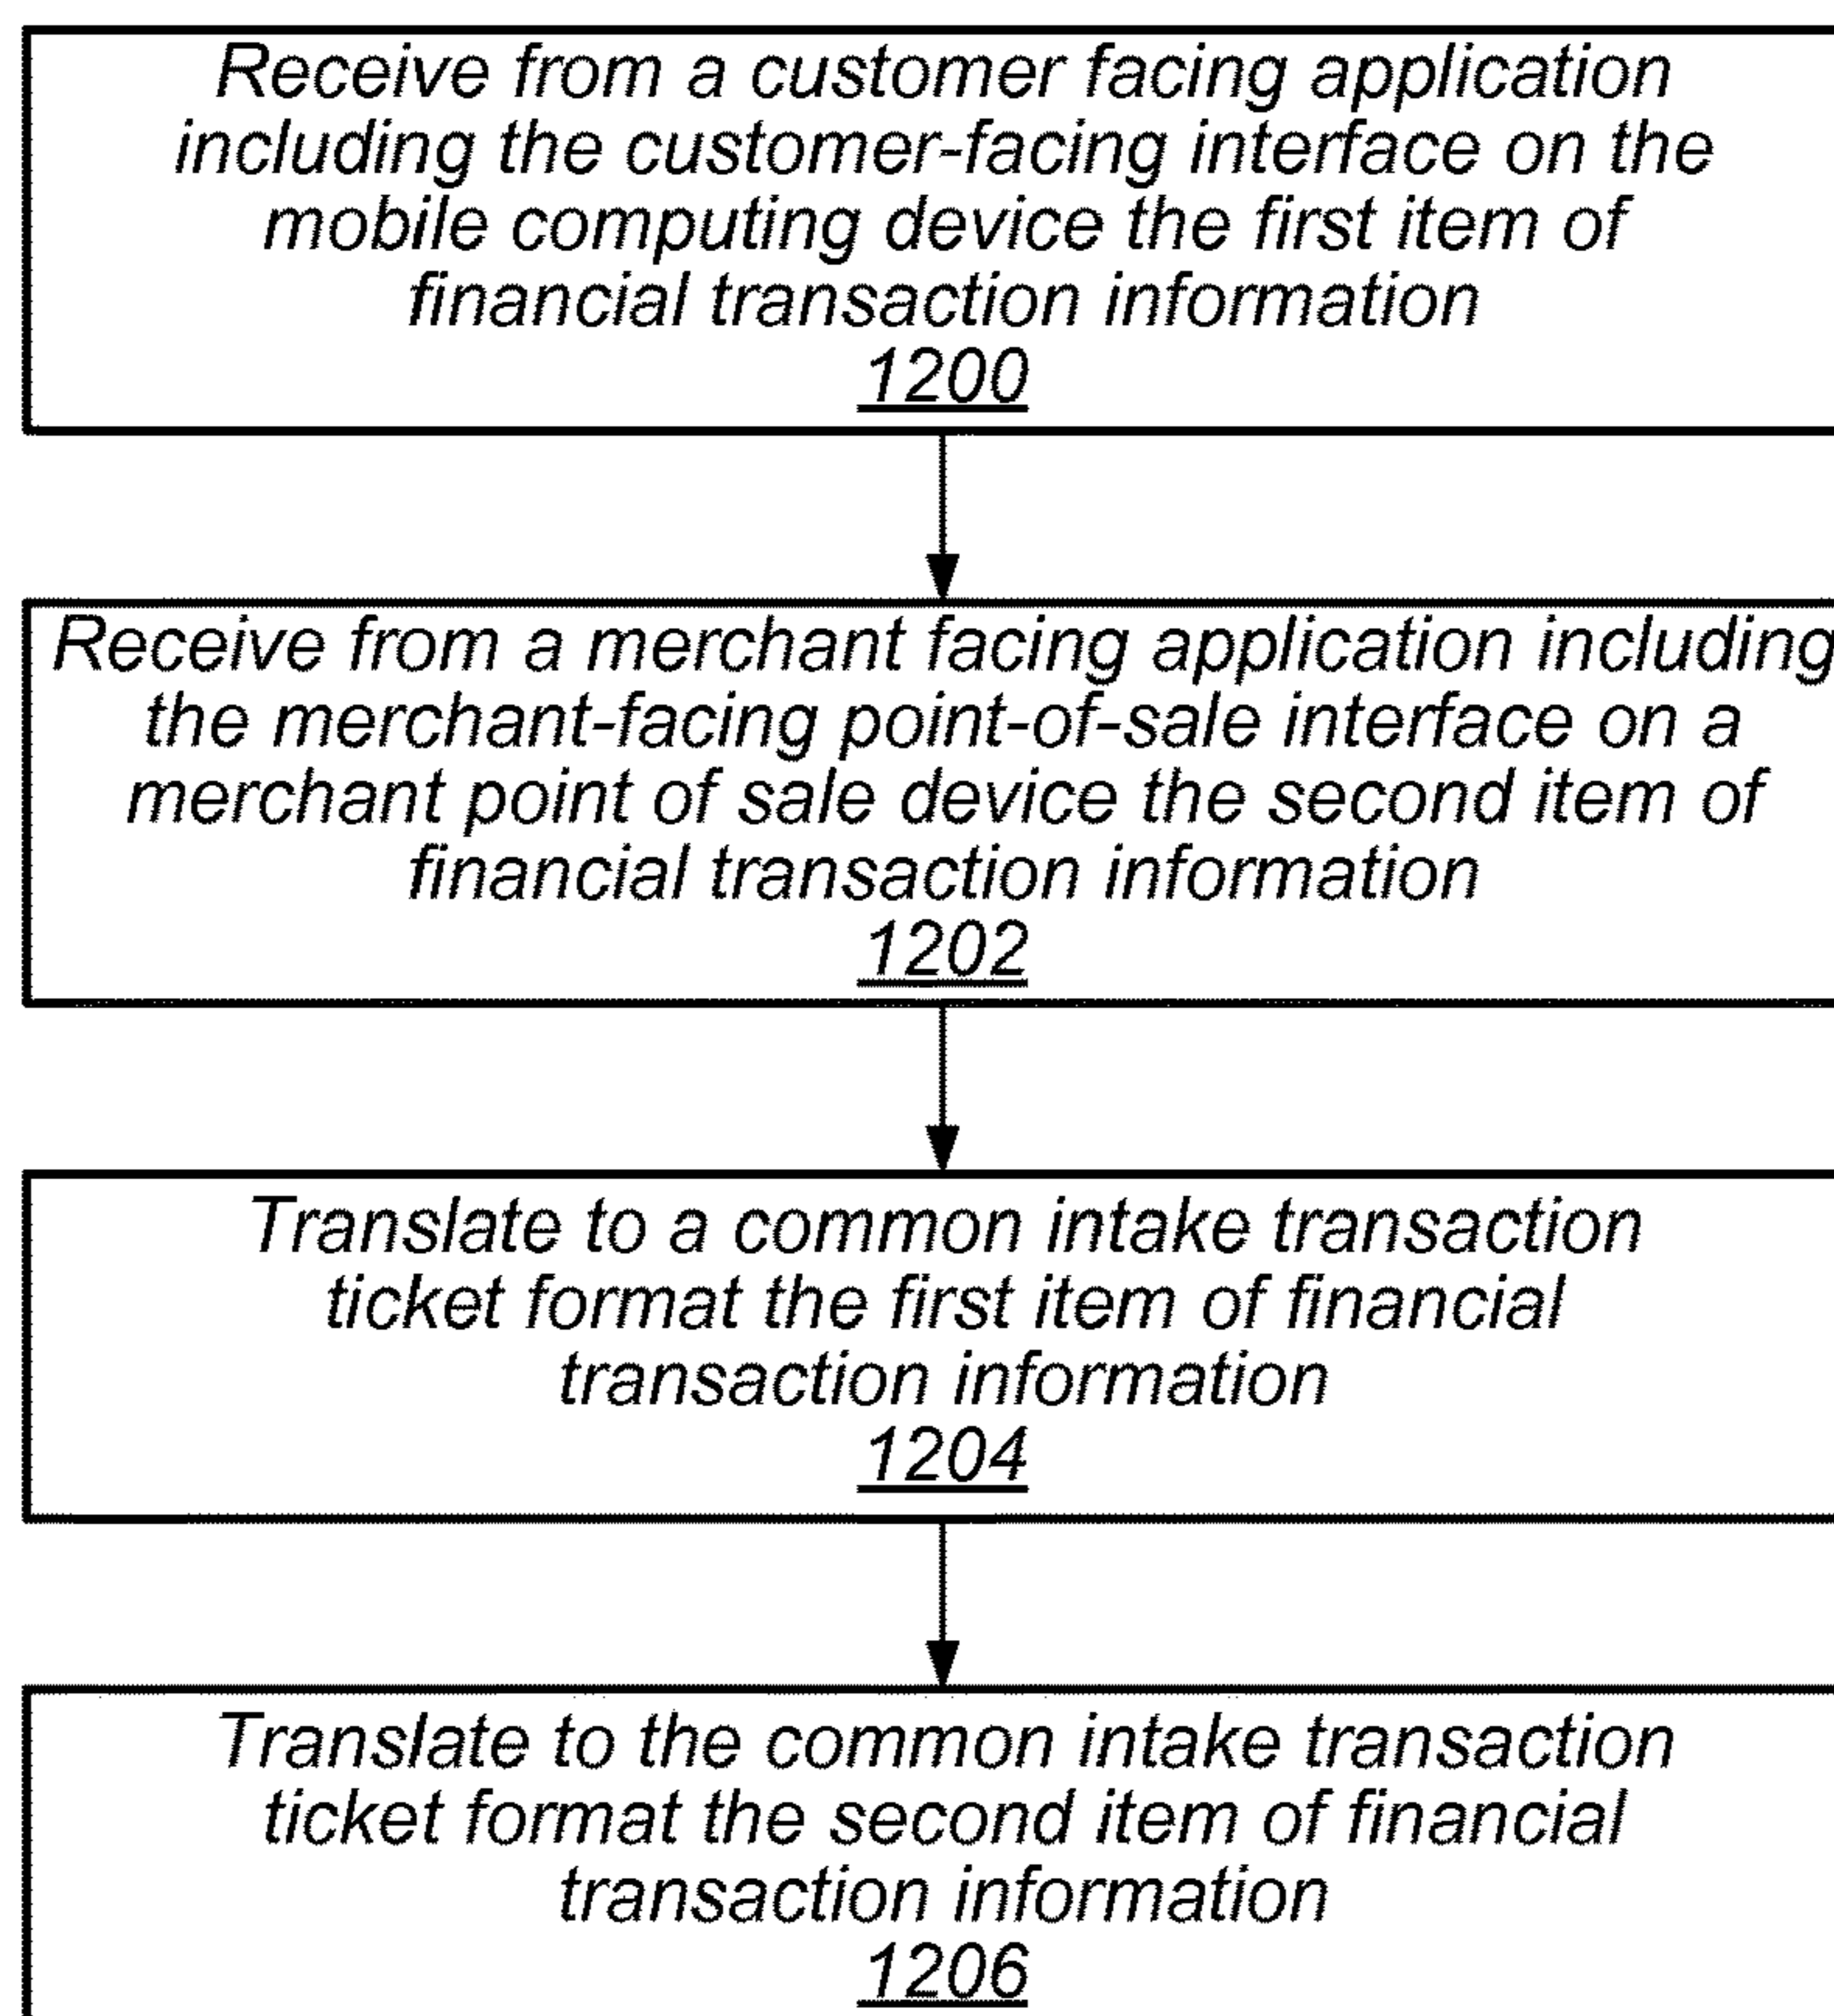 Receive from a customer facing application
including the customer-facing interface on the
mobile computing device the first item of
financial transaction information
1200
Receive from a merchant facing application including
the merchant-facing point-of-sale interface on a
merchant point of sale device the second item of
financial transaction information
1202
Translate to a common intake transaction
ticket format the first item of financial
transaction information
1204
Translate to the common intake transaction
ticket format the second item of financial
transaction information
1206